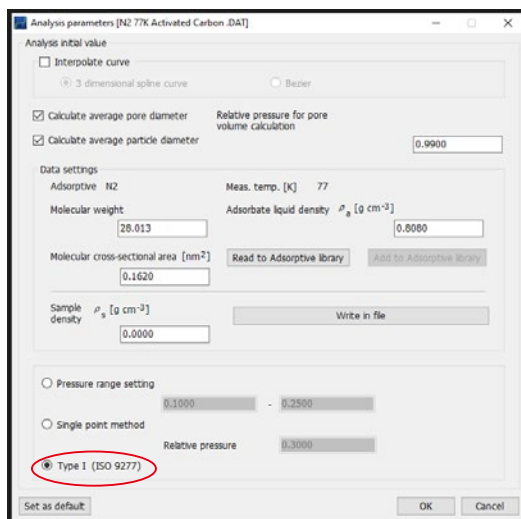 Analysis parameters [N2 77K Activated Carbon .DAT]
Analysis initial value
Interpolate curve
3 dimensional spline curve
Bezier
Calculate average pore diameter
Relative pressure for pore
volume calculation
Calculate average particle diameter
0.9900
Data settings
Adsorptive N2
Meas. temp. [K] 77
Molecular weight
Adsorbate liquid density ρa [g cm-3]
28.013
0.8080
Molecular cross-sectional area [nm2]
Read to Adsorptive library
Add to Adsorptive library
0.1620
Sample
density
ρs [g cm-3]
Write in file
0.0000
Pressure range setting
0.1000 - 0.2500
Single point method
Relative pressure 0.3000
Type I (ISO 9277)
Set as default
OK
Cancel